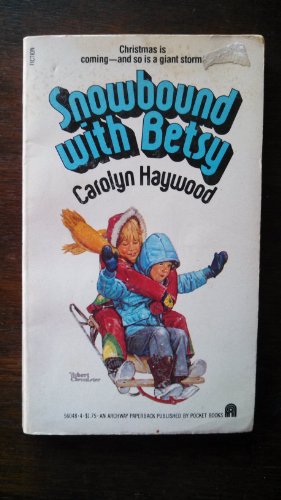 FICTION
Christmas is
coming—and so is a giant storm
Snowbound
with Betsy
Carolyn Haywood
Robert
Chronister
56048-4•$1.75•AN ARCHWAY PAPERBACK PUBLISHED BY POCKET BOOKS